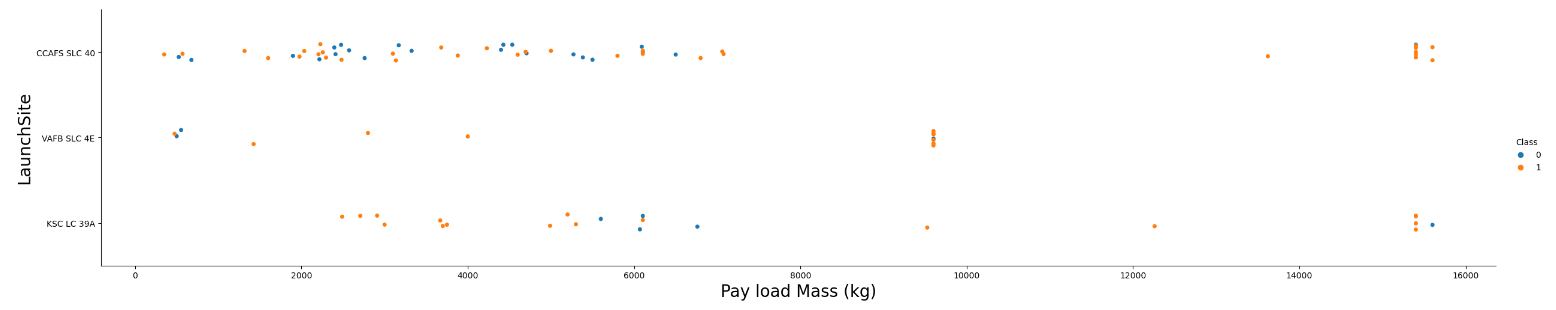 LaunchSite
CCAFS SLC 40
VAFB SLC 4E
KSC LC 39A
0
2000
4000
6000
8000
10000
12000
14000
16000
Pay load Mass (kg)
Class
0
1